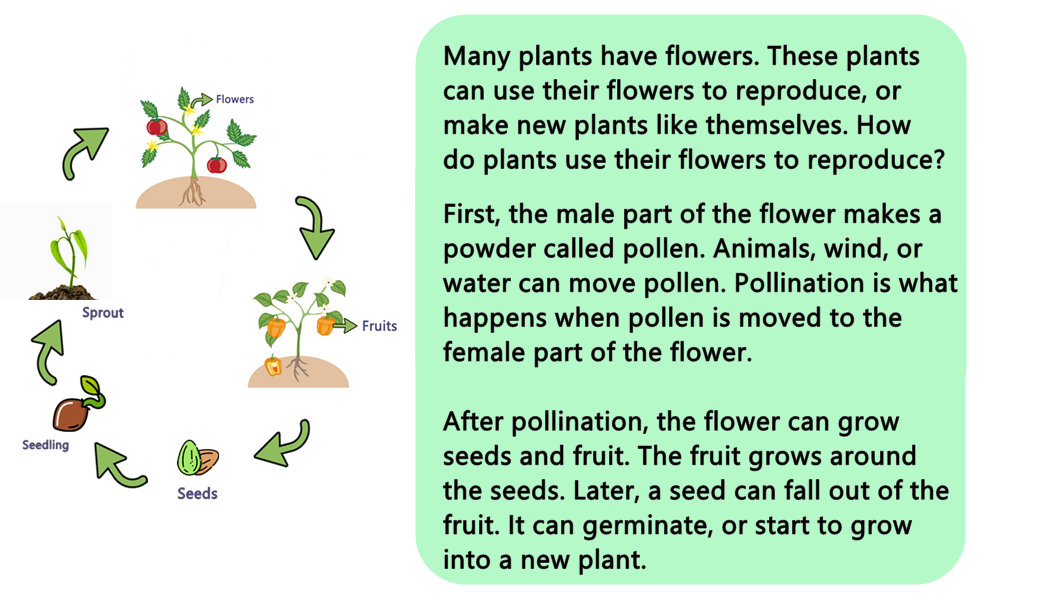 Flowers
Fruits
Seeds
Seedling
Sprout
Many plants have flowers. These plants
can use their flowers to reproduce, or
make new plants like themselves. How
do plants use their flowers to reproduce?
First, the male part of the flower makes a
powder called pollen. Animals, wind, or
water can move pollen. Pollination is what
happens when pollen is moved to the
female part of the flower.
After pollination, the flower can grow
seeds and fruit. The fruit grows around
the seeds. Later, a seed can fall out of the
fruit. It can germinate, or start to grow
into a new plant.